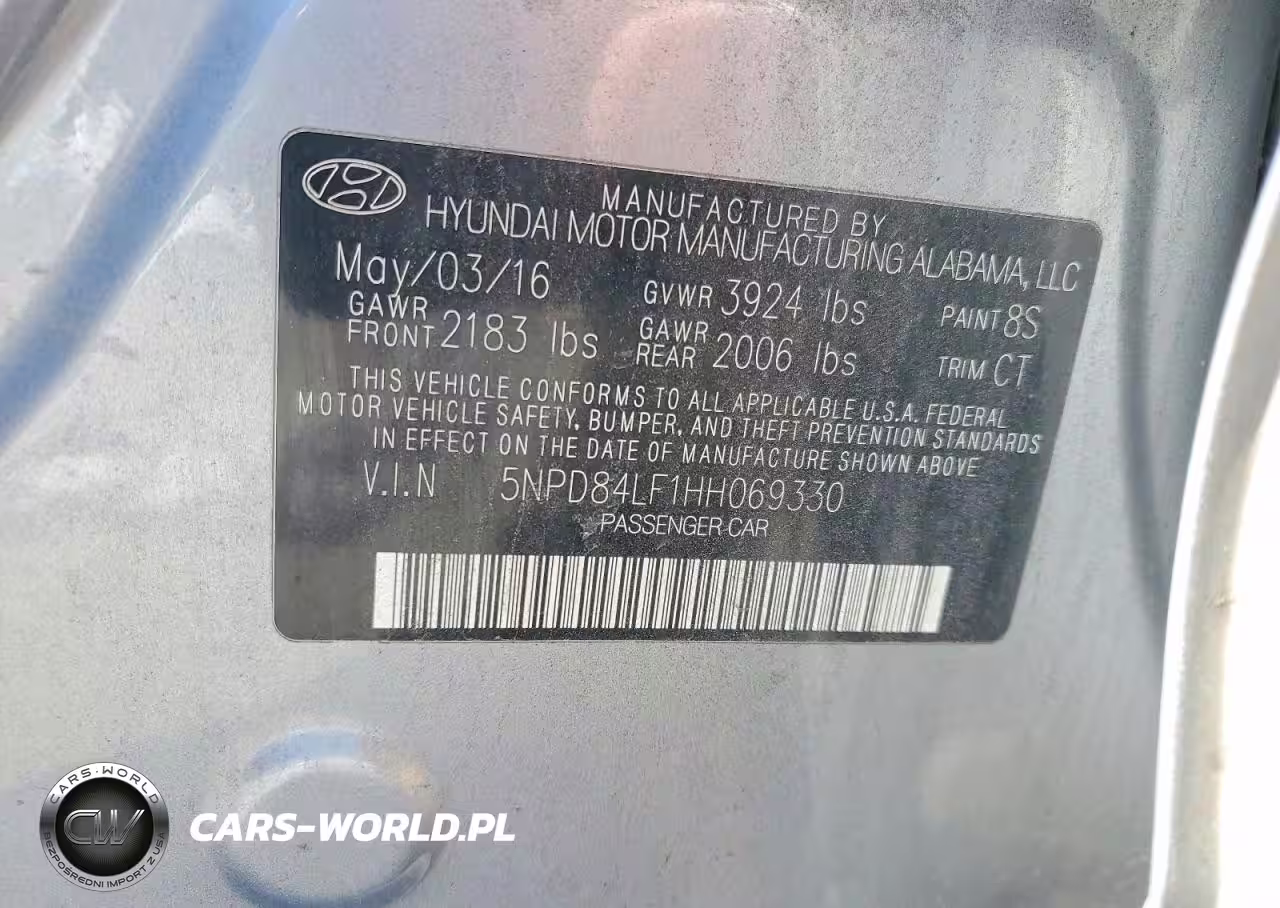 MANUFACTURED BY
HYUNDAI MOTOR MANUFACTURING ALABAMA, LLC
May/03/16 GVWR 3924 lbs PAINT 8S
GAWR FRONT 2183 lbs GAWR REAR 2006 lbs TRIM CT
THIS VEHICLE CONFORMS TO ALL APPLICABLE U.S.A. FEDERAL
MOTOR VEHICLE SAFETY, BUMPER, AND THEFT PREVENTION STANDARDS
IN EFFECT ON THE DATE OF MANUFACTURE SHOWN ABOVE
V.I.N 5NPD84LF1HH069330
PASSENGER CAR
CARS-WORLD
CW
BEZPOŚREDNI IMPORT Z USA
CARS-WORLD.PL